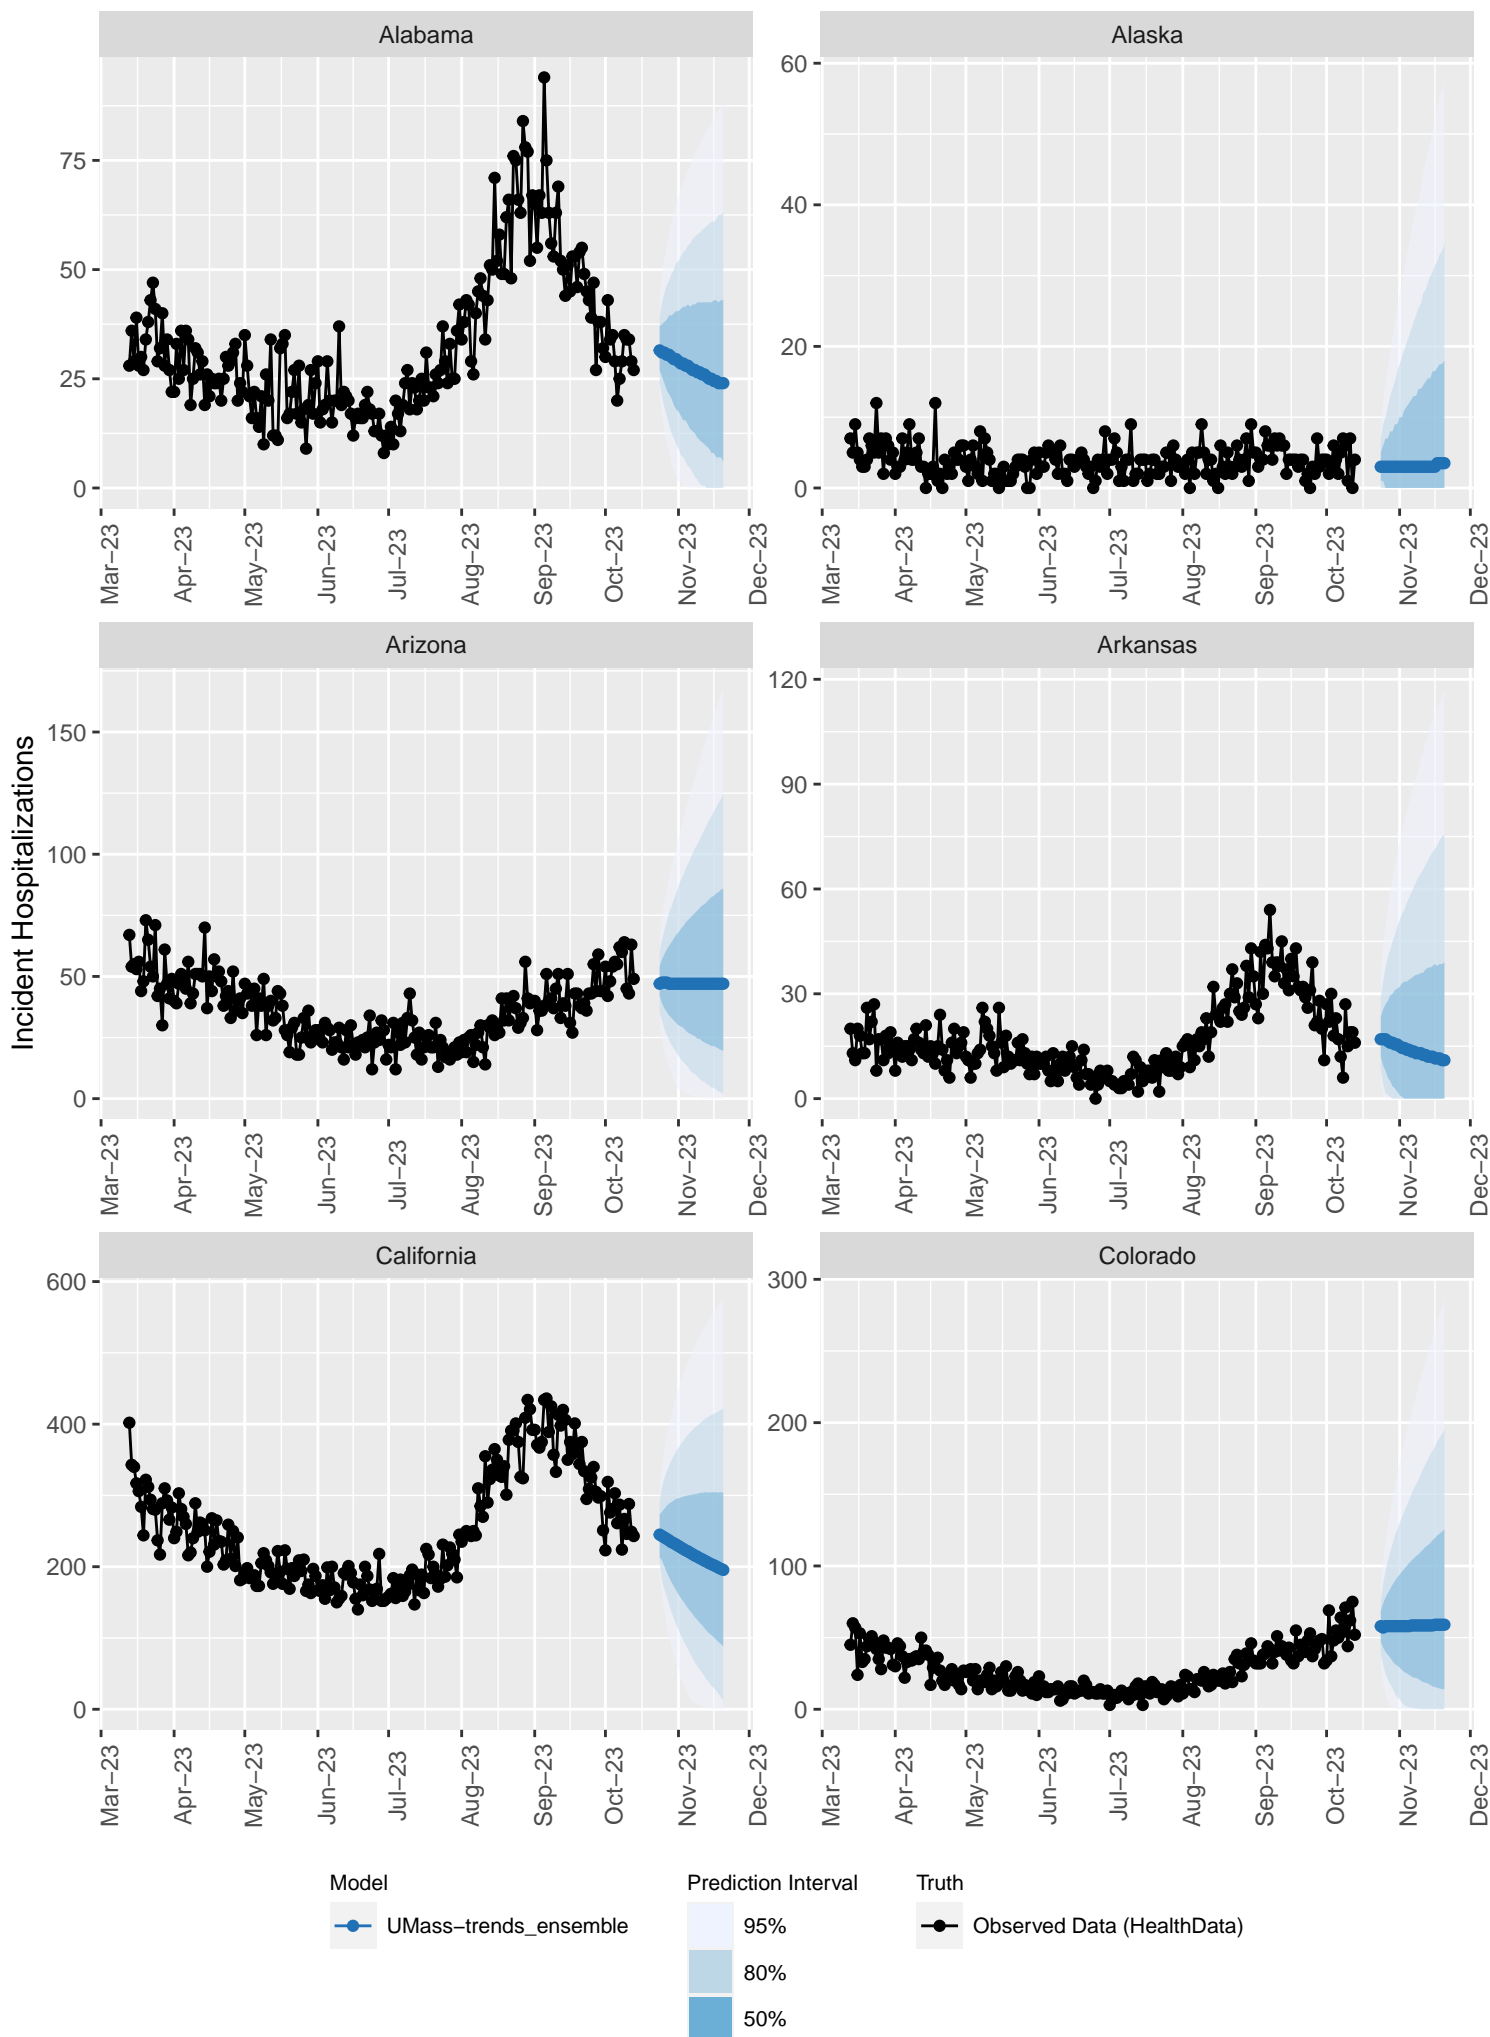 Alabama
Alaska
75
50
25
0
60
40
20
0
Mar−23
Apr−23
May−23
Jun−23
Jul−23
Aug−23
Sep−23
Oct−23
Nov−23
Dec−23
Mar−23
Apr−23
May−23
Jun−23
Jul−23
Aug−23
Sep−23
Oct−23
Nov−23
Dec−23
Incident Hospitalizations
Arizona
Arkansas
150
100
50
0
120
90
60
30
0
Mar−23
Apr−23
May−23
Jun−23
Jul−23
Aug−23
Sep−23
Oct−23
Nov−23
Dec−23
Mar−23
Apr−23
May−23
Jun−23
Jul−23
Aug−23
Sep−23
Oct−23
Nov−23
Dec−23
California
Colorado
600
400
200
0
300
200
100
0
Mar−23
Apr−23
May−23
Jun−23
Jul−23
Aug−23
Sep−23
Oct−23
Nov−23
Dec−23
Mar−23
Apr−23
May−23
Jun−23
Jul−23
Aug−23
Sep−23
Oct−23
Nov−23
Dec−23
Model
UMass−trends_ensemble
Prediction Interval
95%
80%
50%
Truth
Observed Data (HealthData)